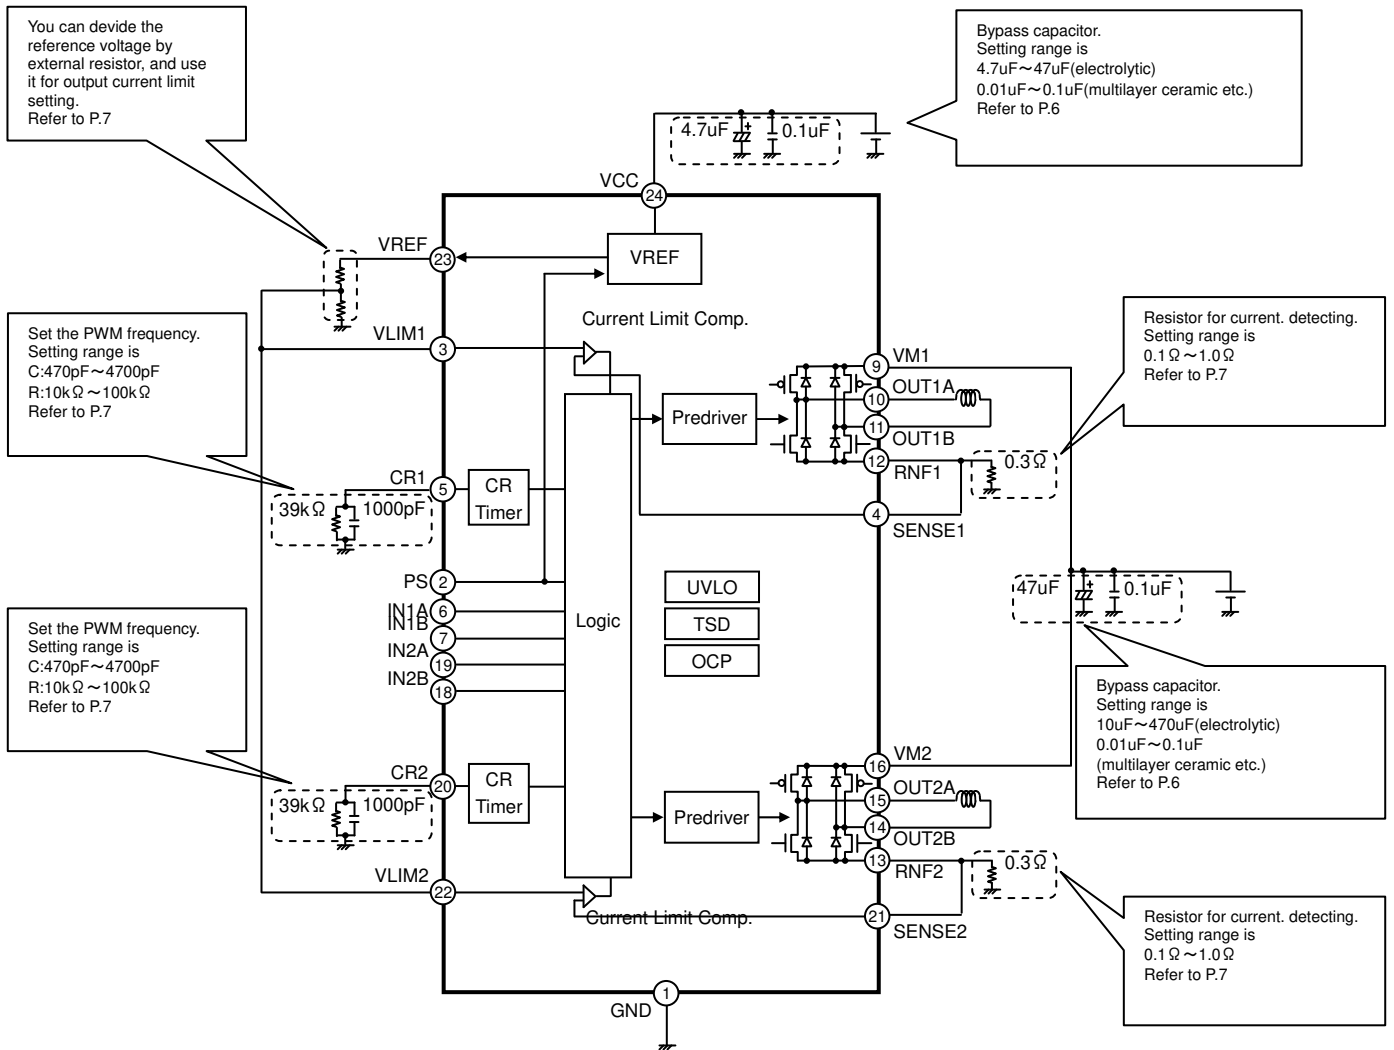 You can devide the
reference voltage by
external resistor, and use
it for output current limit
setting.
Refer to P.7
Bypass capacitor.
Setting range is
4.7uF～47uF(electrolytic)
0.01uF～0.1uF(multilayer ceramic etc.)
Refer to P.6
4.7uF
+
0.1uF
VCC
24
VREF
23
VREF
Set the PWM frequency.
Setting range is
C:470pF～4700pF
R:10kΩ～100kΩ
Refer to P.7
VLIM1
3
Current Limit Comp.
Resistor for current. detecting.
Setting range is
0.1Ω～1.0Ω
Refer to P.7
9
VM1
10
OUT1A
11
OUT1B
12
RNF1
0.3Ω
4
SENSE1
Predriver
CR1
5
CR
Timer
39kΩ
1000pF
PS
2
IN1A
6
IN1B
7
IN2A
19
IN2B
18
Logic
UVLO
TSD
OCP
47uF
+
0.1uF
Set the PWM frequency.
Setting range is
C:470pF～4700pF
R:10kΩ～100kΩ
Refer to P.7
Bypass capacitor.
Setting range is
10uF～470uF(electrolytic)
0.01uF～0.1uF
(multilayer ceramic etc.)
Refer to P.6
CR2
20
CR
Timer
39kΩ
1000pF
Predriver
VM2
16
OUT2A
15
14
OUT2B
13
RNF2
0.3Ω
VLIM2
22
Current Limit Comp.
21
SENSE2
Resistor for current. detecting.
Setting range is
0.1Ω～1.0Ω
Refer to P.7
1
GND